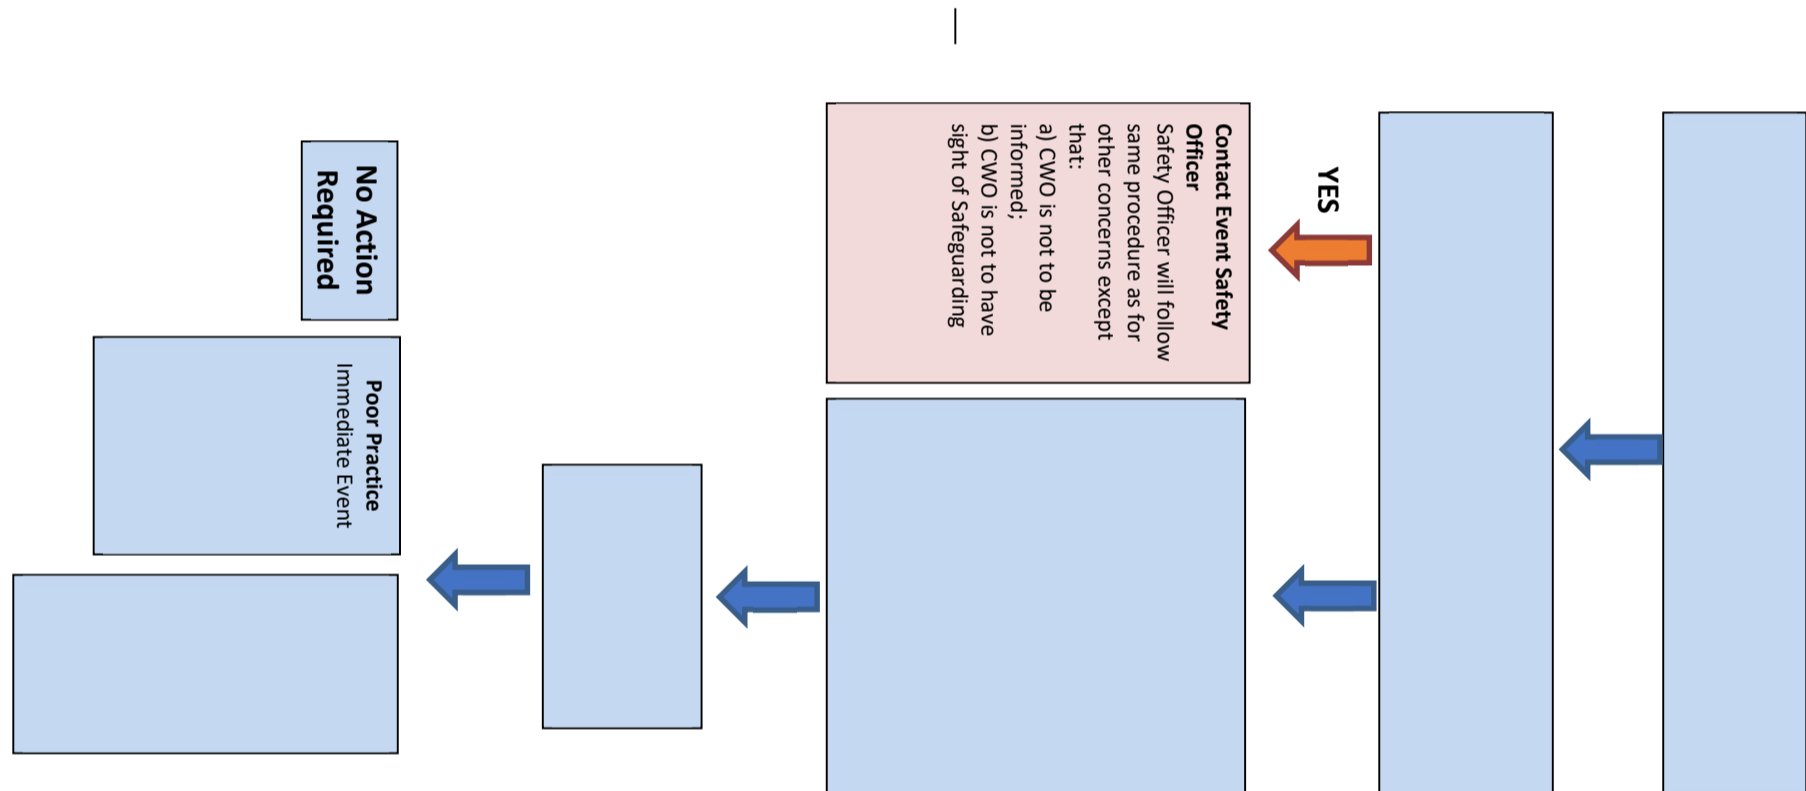 YES
Contact Event Safety
Officer
Safety Officer will follow
same procedure as for
other concerns except
that:
a) CWO is not to be
informed;
b) CWO is not to have
sight of Safeguarding
No Action
Required
Poor Practice
Immediate Event